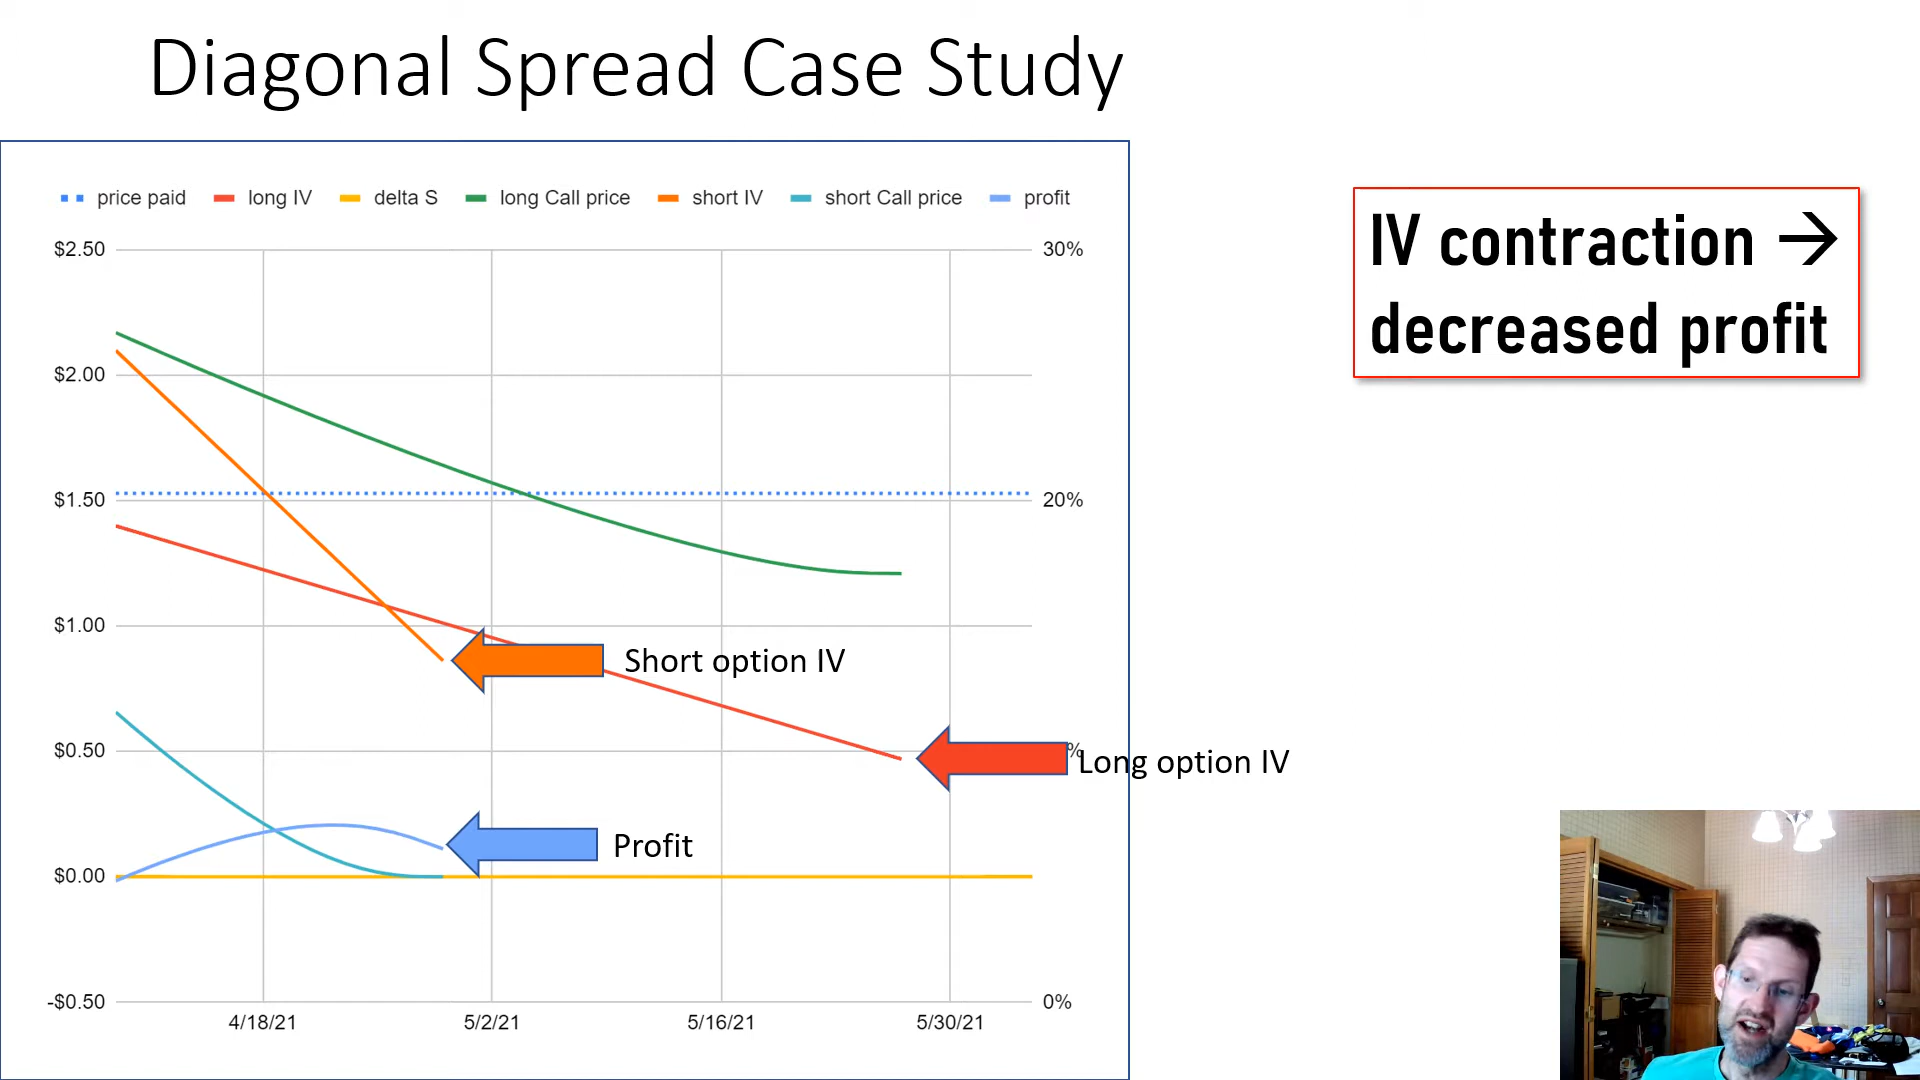 Diagonal Spread Case Study
price paid long IV delta S long Call price short IV short Call price profit
$2.50
$2.00
$1.50
$1.00
$0.50
$0.00
-$0.50
30%
20%
%
0%
4/18/21 5/2/21 5/16/21 5/30/21
Short option IV
Long option IV
Profit
IV contraction →
decreased profit